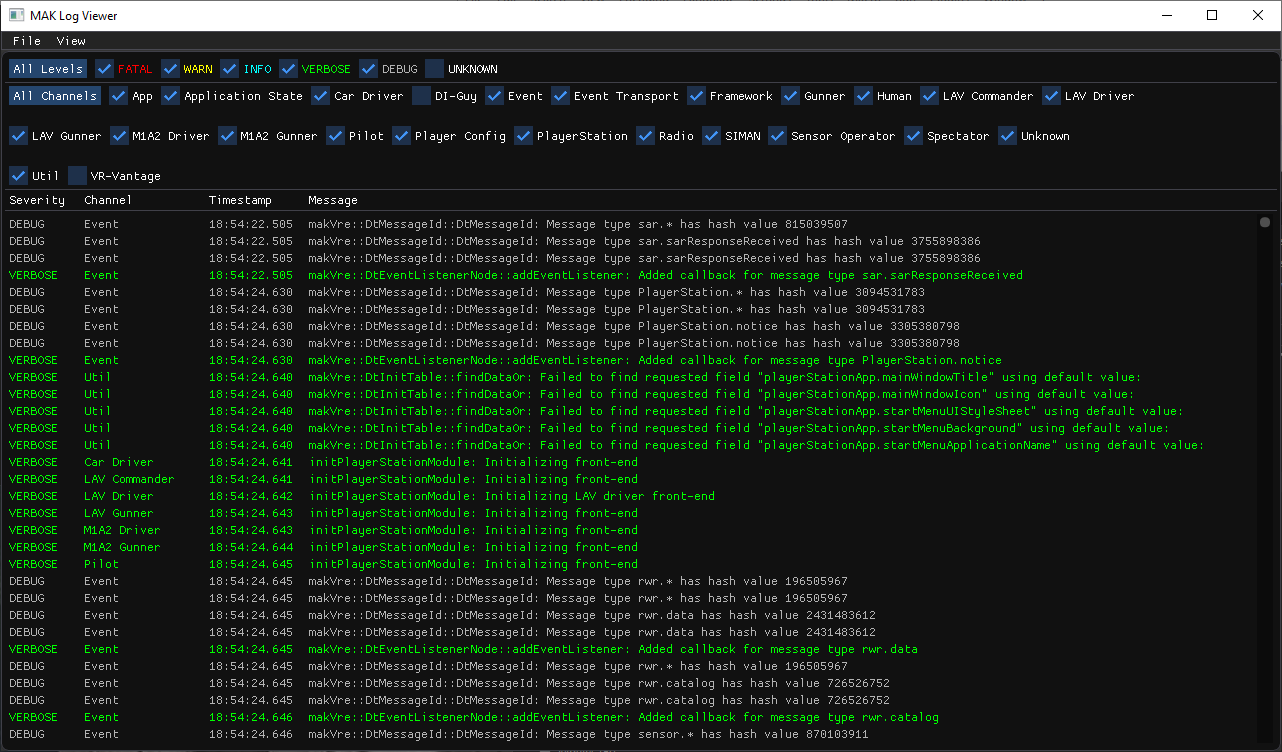 MAK Log Viewer
File View
All Levels FATAL WARN INFO VERBOSE DEBUG UNKNOWN
All Channels App Application State Car Driver DI-Guy Event Event Transport Framework Gunner Human LAV Commander LAV Driver
LAV Gunner M1A2 Driver M1A2 Gunner Pilot Player Config PlayerStation Radio SIMAN Sensor Operator Spectator Unknown
Util VR-Vantage
Severity Channel Timestamp Message
DEBUG Event 18:54:22.505 makVre::DtMessageId::DtMessageId: Message type sar.* has hash value 815039507
DEBUG Event 18:54:22.505 makVre::DtMessageId::DtMessageId: Message type sar.sarResponseReceived has hash value 3755898386
DEBUG Event 18:54:22.505 makVre::DtMessageId::DtMessageId: Message type sar.sarResponseReceived has hash value 3755898386
VERBOSE Event 18:54:22.505 makVre::DtEventListenerNode::addEventListener: Added callback for message type sar.sarResponseReceived
DEBUG Event 18:54:24.630 makVre::DtMessageId::DtMessageId: Message type PlayerStation.* has hash value 3094531783
DEBUG Event 18:54:24.630 makVre::DtMessageId::DtMessageId: Message type PlayerStation.* has hash value 3094531783
DEBUG Event 18:54:24.630 makVre::DtMessageId::DtMessageId: Message type PlayerStation.notice has hash value 3305380798
DEBUG Event 18:54:24.630 makVre::DtMessageId::DtMessageId: Message type PlayerStation.notice has hash value 3305380798
VERBOSE Event 18:54:24.630 makVre::DtEventListenerNode::addEventListener: Added callback for message type PlayerStation.notice
VERBOSE Util 18:54:24.640 makVre::DtInitTable::findDataOr: Failed to find requested field "playerStationApp.mainWindowTitle" using default value:
VERBOSE Util 18:54:24.640 makVre::DtInitTable::findDataOr: Failed to find requested field "playerStationApp.mainWindowIcon" using default value:
VERBOSE Util 18:54:24.640 makVre::DtInitTable::findDataOr: Failed to find requested field "playerStationApp.startMenuUIStyleSheet" using default value:
VERBOSE Util 18:54:24.640 makVre::DtInitTable::findDataOr: Failed to find requested field "playerStationApp.startMenuBackground" using default value:
VERBOSE Util 18:54:24.640 makVre::DtInitTable::findDataOr: Failed to find requested field "playerStationApp.startMenuApplicationName" using default value:
VERBOSE Car Driver 18:54:24.641 initPlayerStationModule: Initializing front-end
VERBOSE LAV Commander 18:54:24.641 initPlayerStationModule: Initializing front-end
VERBOSE LAV Driver 18:54:24.642 initPlayerStationModule: Initializing LAV driver front-end
VERBOSE LAV Gunner 18:54:24.643 initPlayerStationModule: Initializing front-end
VERBOSE M1A2 Driver 18:54:24.643 initPlayerStationModule: Initializing front-end
VERBOSE M1A2 Gunner 18:54:24.644 initPlayerStationModule: Initializing front-end
VERBOSE Pilot 18:54:24.645 initPlayerStationModule: Initializing front-end
DEBUG Event 18:54:24.645 makVre::DtMessageId::DtMessageId: Message type rwr.* has hash value 196505967
DEBUG Event 18:54:24.645 makVre::DtMessageId::DtMessageId: Message type rwr.* has hash value 196505967
DEBUG Event 18:54:24.645 makVre::DtMessageId::DtMessageId: Message type rwr.data has hash value 2431483612
DEBUG Event 18:54:24.645 makVre::DtMessageId::DtMessageId: Message type rwr.data has hash value 2431483612
VERBOSE Event 18:54:24.645 makVre::DtEventListenerNode::addEventListener: Added callback for message type rwr.data
DEBUG Event 18:54:24.645 makVre::DtMessageId::DtMessageId: Message type rwr.* has hash value 196505967
DEBUG Event 18:54:24.645 makVre::DtMessageId::DtMessageId: Message type rwr.catalog has hash value 726526752
DEBUG Event 18:54:24.645 makVre::DtMessageId::DtMessageId: Message type rwr.catalog has hash value 726526752
VERBOSE Event 18:54:24.646 makVre::DtEventListenerNode::addEventListener: Added callback for message type rwr.catalog
DEBUG Event 18:54:24.646 makVre::DtMessageId::DtMessageId: Message type sensor.* has hash value 870103911